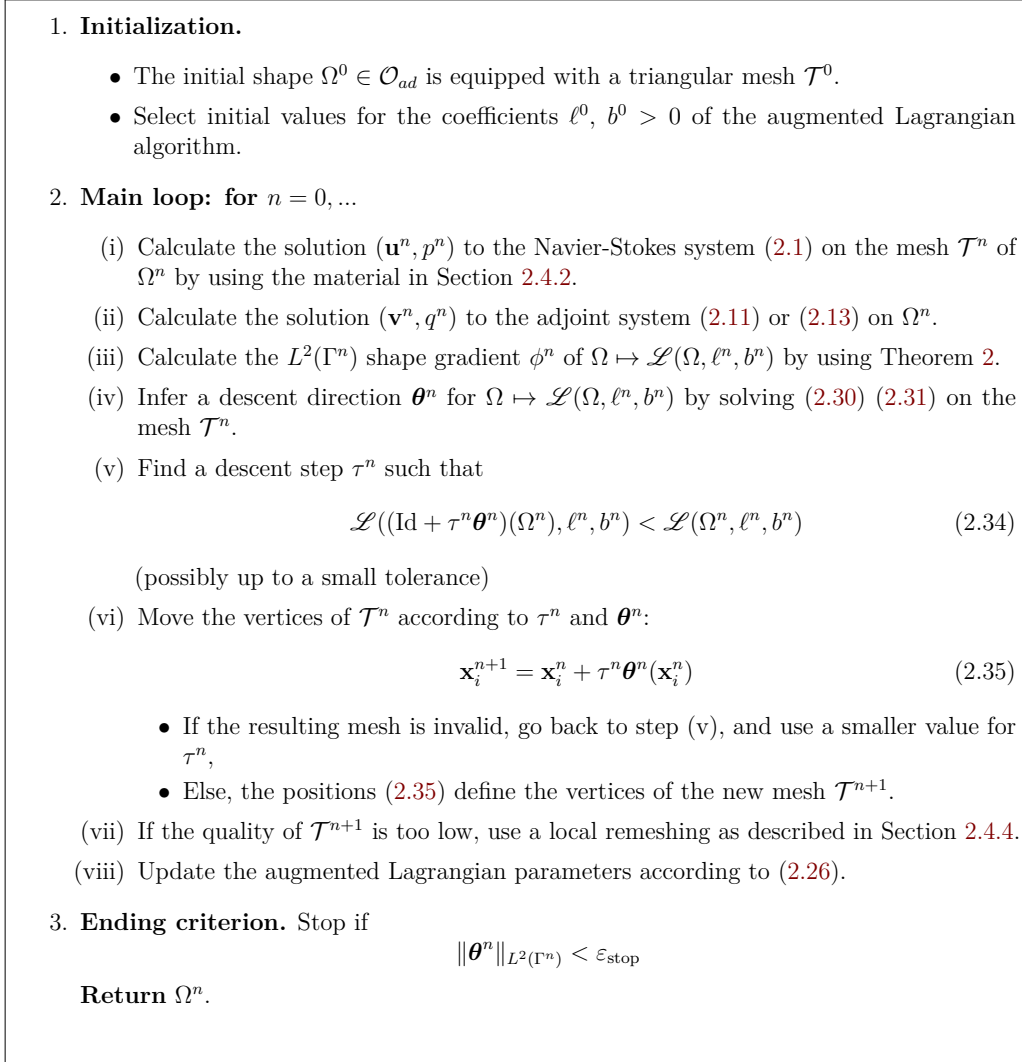 1. Initialization.
• The initial shape Ω⁰ ∈ 𝒪_ad is equipped with a triangular mesh 𝒯⁰.
• Select initial values for the coefficients ℓ⁰, b⁰ > 0 of the augmented Lagrangian
algorithm.
2. Main loop: for n = 0, ...
(i) Calculate the solution (𝐮ⁿ, pⁿ) to the Navier-Stokes system (2.1) on the mesh 𝒯ⁿ of
Ωⁿ by using the material in Section 2.4.2.
(ii) Calculate the solution (𝐯ⁿ, qⁿ) to the adjoint system (2.11) or (2.13) on Ωⁿ.
(iii) Calculate the L²(Γⁿ) shape gradient ϕⁿ of Ω ↦ ℒ(Ω, ℓⁿ, bⁿ) by using Theorem 2.
(iv) Infer a descent direction 𝜽ⁿ for Ω ↦ ℒ(Ω, ℓⁿ, bⁿ) by solving (2.30) (2.31) on the
mesh 𝒯ⁿ.
(v) Find a descent step τⁿ such that
ℒ((Id + τⁿ𝜽ⁿ)(Ωⁿ), ℓⁿ, bⁿ) < ℒ(Ωⁿ, ℓⁿ, bⁿ) (2.34)
(possibly up to a small tolerance)
(vi) Move the vertices of 𝒯ⁿ according to τⁿ and 𝜽ⁿ:
𝐱ᵢⁿ⁺¹ = 𝐱ᵢⁿ + τⁿ𝜽ⁿ(𝐱ᵢⁿ) (2.35)
• If the resulting mesh is invalid, go back to step (v), and use a smaller value for
τⁿ,
• Else, the positions (2.35) define the vertices of the new mesh 𝒯ⁿ⁺¹.
(vii) If the quality of 𝒯ⁿ⁺¹ is too low, use a local remeshing as described in Section 2.4.4.
(viii) Update the augmented Lagrangian parameters according to (2.26).
3. Ending criterion. Stop if
‖𝜽ⁿ‖_L²(Γⁿ) < ε_stop
Return Ωⁿ.